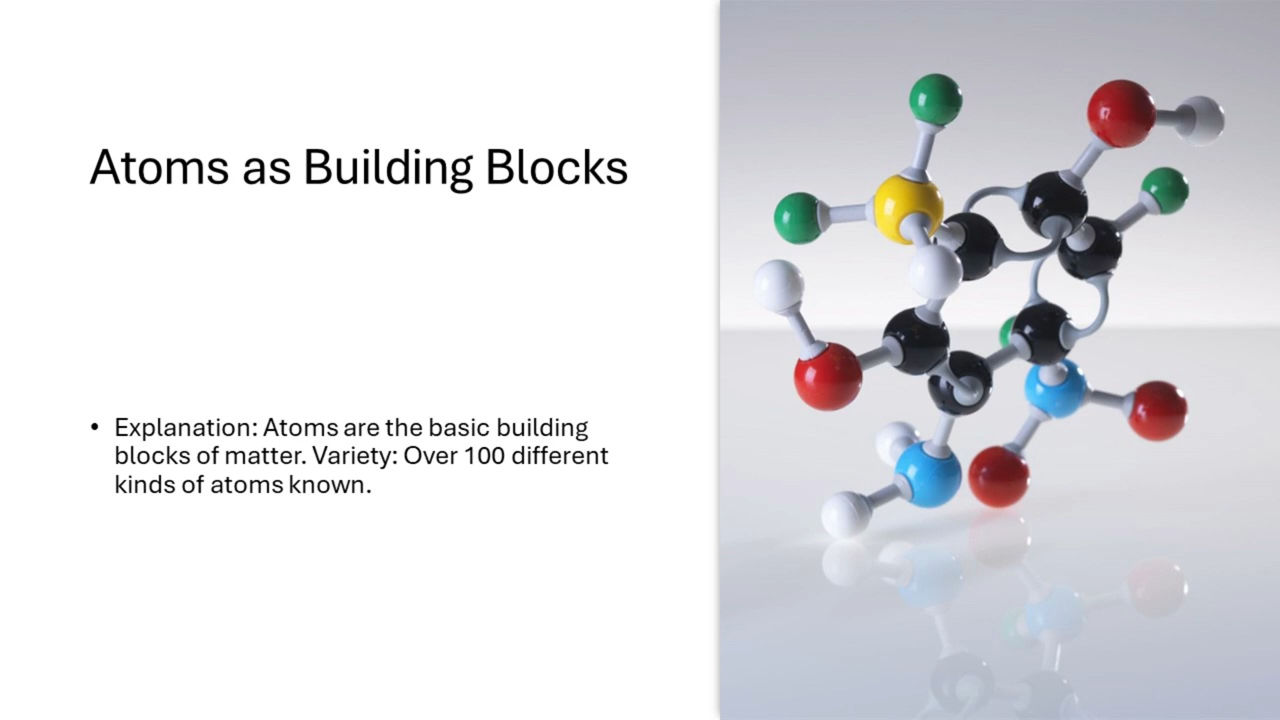 Atoms as Building Blocks
• Explanation: Atoms are the basic building
blocks of matter. Variety: Over 100 different
kinds of atoms known.